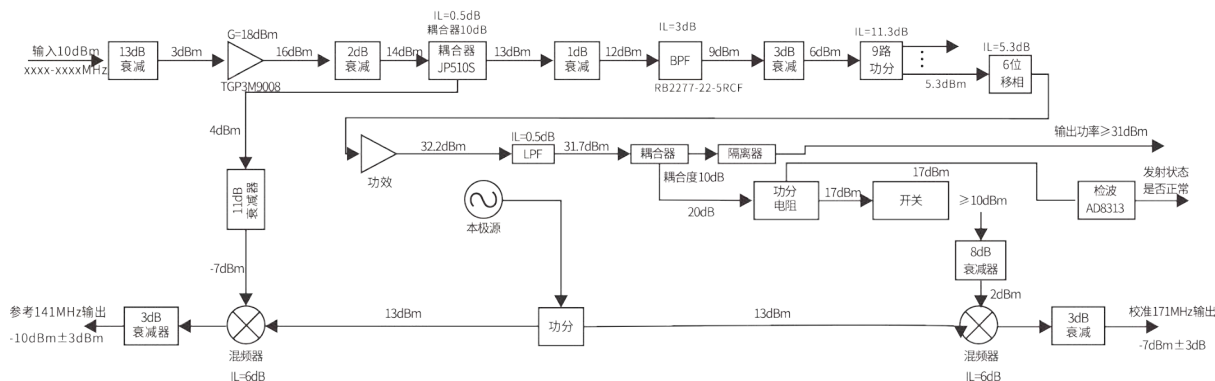 输入10dBm
xxxx-xxxxMHz
13dB
衰减
3dBm
G=18dBm
TGP3M9008
16dBm
2dB
衰减
14dBm
IL=0.5dB
耦合器10dB
耦合器
JP510S
13dBm
1dB
衰减
12dBm
IL=3dB
BPF
RB2277-22-5RCF
9dBm
3dB
衰减
6dBm
IL=11.3dB
9路
功分
5.3dBm
IL=5.3dB
6位
移相
4dBm
功效
32.2dBm
IL=0.5dB
LPF
31.7dBm
耦合器
隔离器
输出功率≥31dBm
耦合度10dB
20dB
功分
电阻
17dBm
17dBm
开关
≥10dBm
检波
AD8313
发射状态
是否正常
11dB
衰减器
本极源
8dB
衰减器
-7dBm
2dBm
参考141MHz输出
-10dBm±3dBm
3dB
衰减器
混频器
IL=6dB
13dBm
功分
13dBm
混频器
IL=6dB
3dB
衰减
校准171MHz输出
-7dBm±3dB